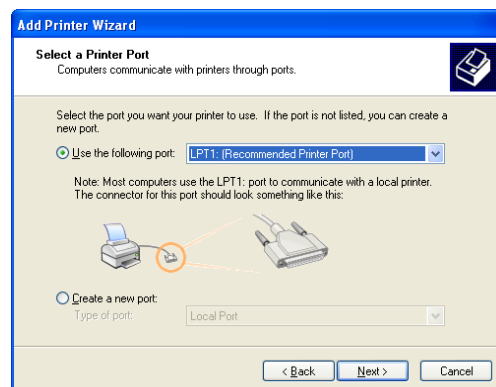 Add Printer Wizard
Select a Printer Port
Computers communicate with printers through ports.
Select the port you want your printer to use. If the port is not listed, you can create a
new port.
Use the following port: LPT1: (Recommended Printer Port)
Note: Most computers use the LPT1: port to communicate with a local printer.
The connector for this port should look something like this:
Create a new port:
Type of port: Local Port
< Back Next > Cancel